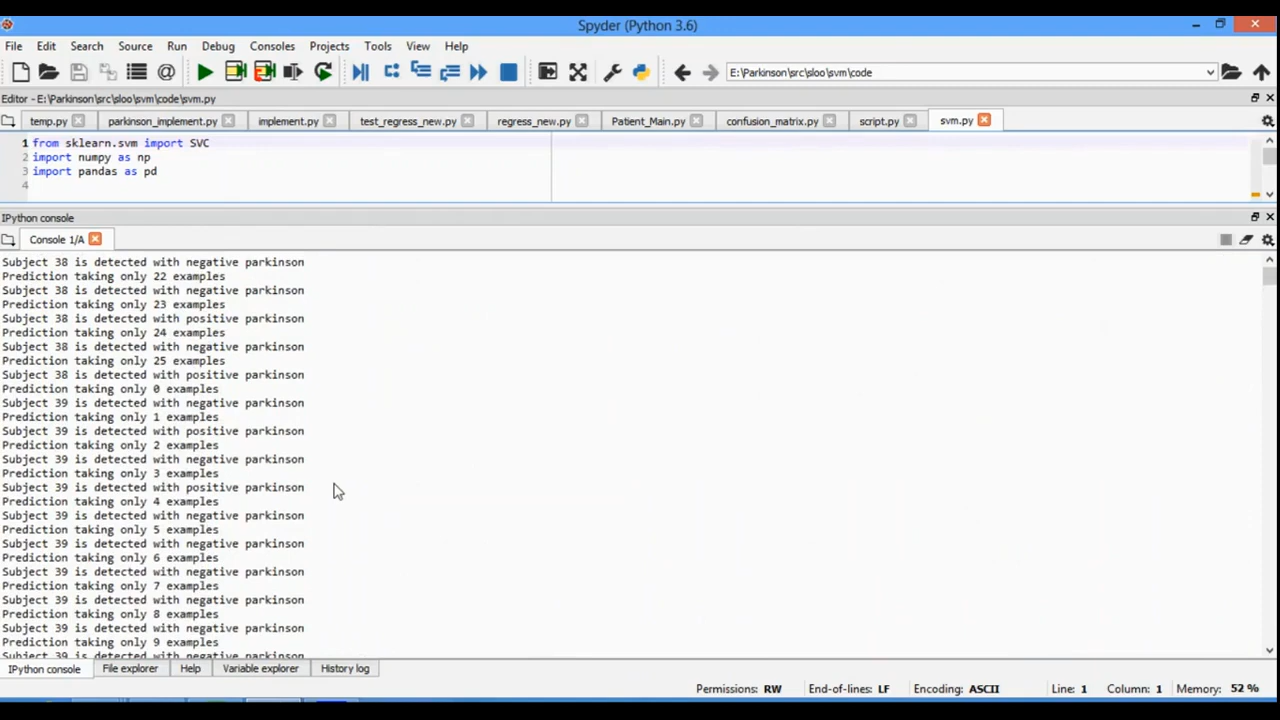 Spyder (Python 3.6)
File Edit Search Source Run Debug Consoles Projects Tools View Help
E:\Parkinson\src\sloo\svm\code
Editor - E:\Parkinson\src\sloo\svm\code\svm.py
temp.py parkinson_implement.py implement.py test_regress_new.py regress_new.py Patient_Main.py confusion_matrix.py script.py svm.py
1 from sklearn.svm import SVC
2 import numpy as np
3 import pandas as pd
4
IPython console
Console 1/A
Subject 38 is detected with negative parkinson
Prediction taking only 22 examples
Subject 38 is detected with negative parkinson
Prediction taking only 23 examples
Subject 38 is detected with positive parkinson
Prediction taking only 24 examples
Subject 38 is detected with negative parkinson
Prediction taking only 25 examples
Subject 38 is detected with positive parkinson
Prediction taking only 0 examples
Subject 39 is detected with negative parkinson
Prediction taking only 1 examples
Subject 39 is detected with positive parkinson
Prediction taking only 2 examples
Subject 39 is detected with negative parkinson
Prediction taking only 3 examples
Subject 39 is detected with positive parkinson
Prediction taking only 4 examples
Subject 39 is detected with negative parkinson
Prediction taking only 5 examples
Subject 39 is detected with negative parkinson
Prediction taking only 6 examples
Subject 39 is detected with negative parkinson
Prediction taking only 7 examples
Subject 39 is detected with negative parkinson
Prediction taking only 8 examples
Subject 39 is detected with negative parkinson
Prediction taking only 9 examples
Subject 39 is detected with negative parkinson
IPython console File explorer Help Variable explorer History log
Permissions: RW End-of-lines: LF Encoding: ASCII Line: 1 Column: 1 Memory: 52 %